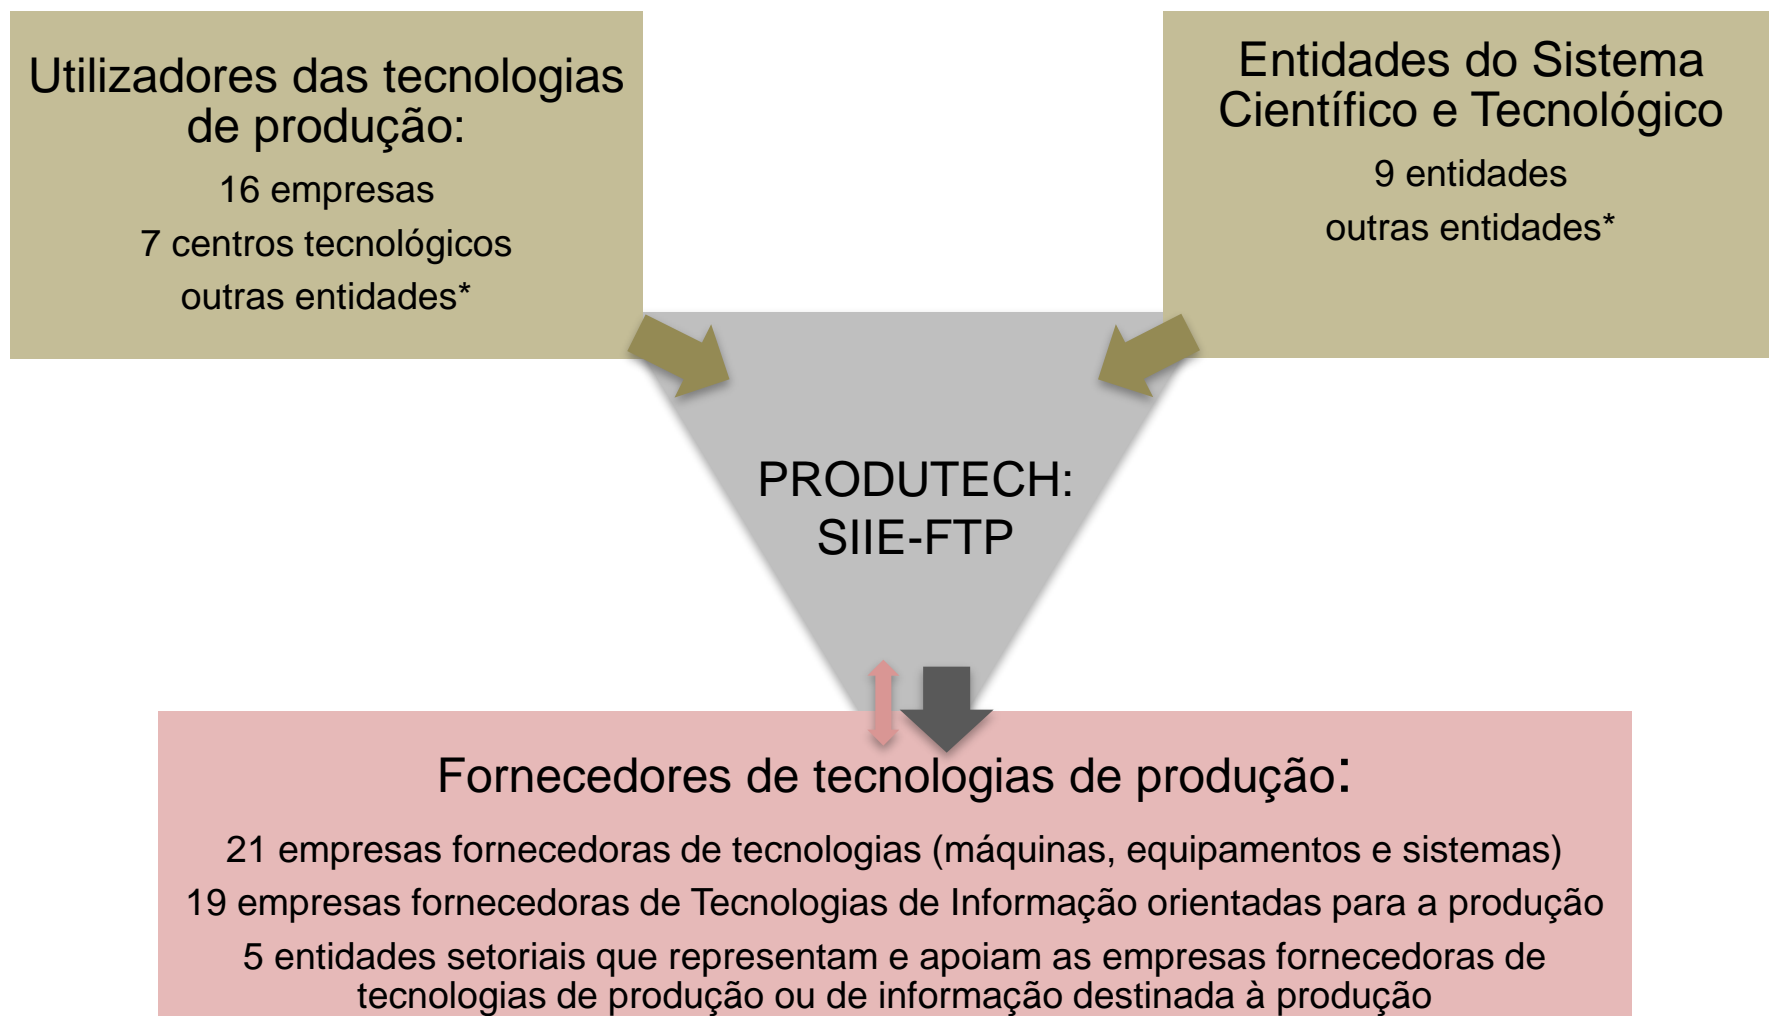 Utilizadores das tecnologias
de produção:
16 empresas
7 centros tecnológicos
outras entidades*
Entidades do Sistema
Científico e Tecnológico
9 entidades
outras entidades*
PRODUTECH:
SIIE-FTP
Fornecedores de tecnologias de produção:
21 empresas fornecedoras de tecnologias (máquinas, equipamentos e sistemas)
19 empresas fornecedoras de Tecnologias de Informação orientadas para a produção
5 entidades setoriais que representam e apoiam as empresas fornecedoras de
tecnologias de produção ou de informação destinada à produção